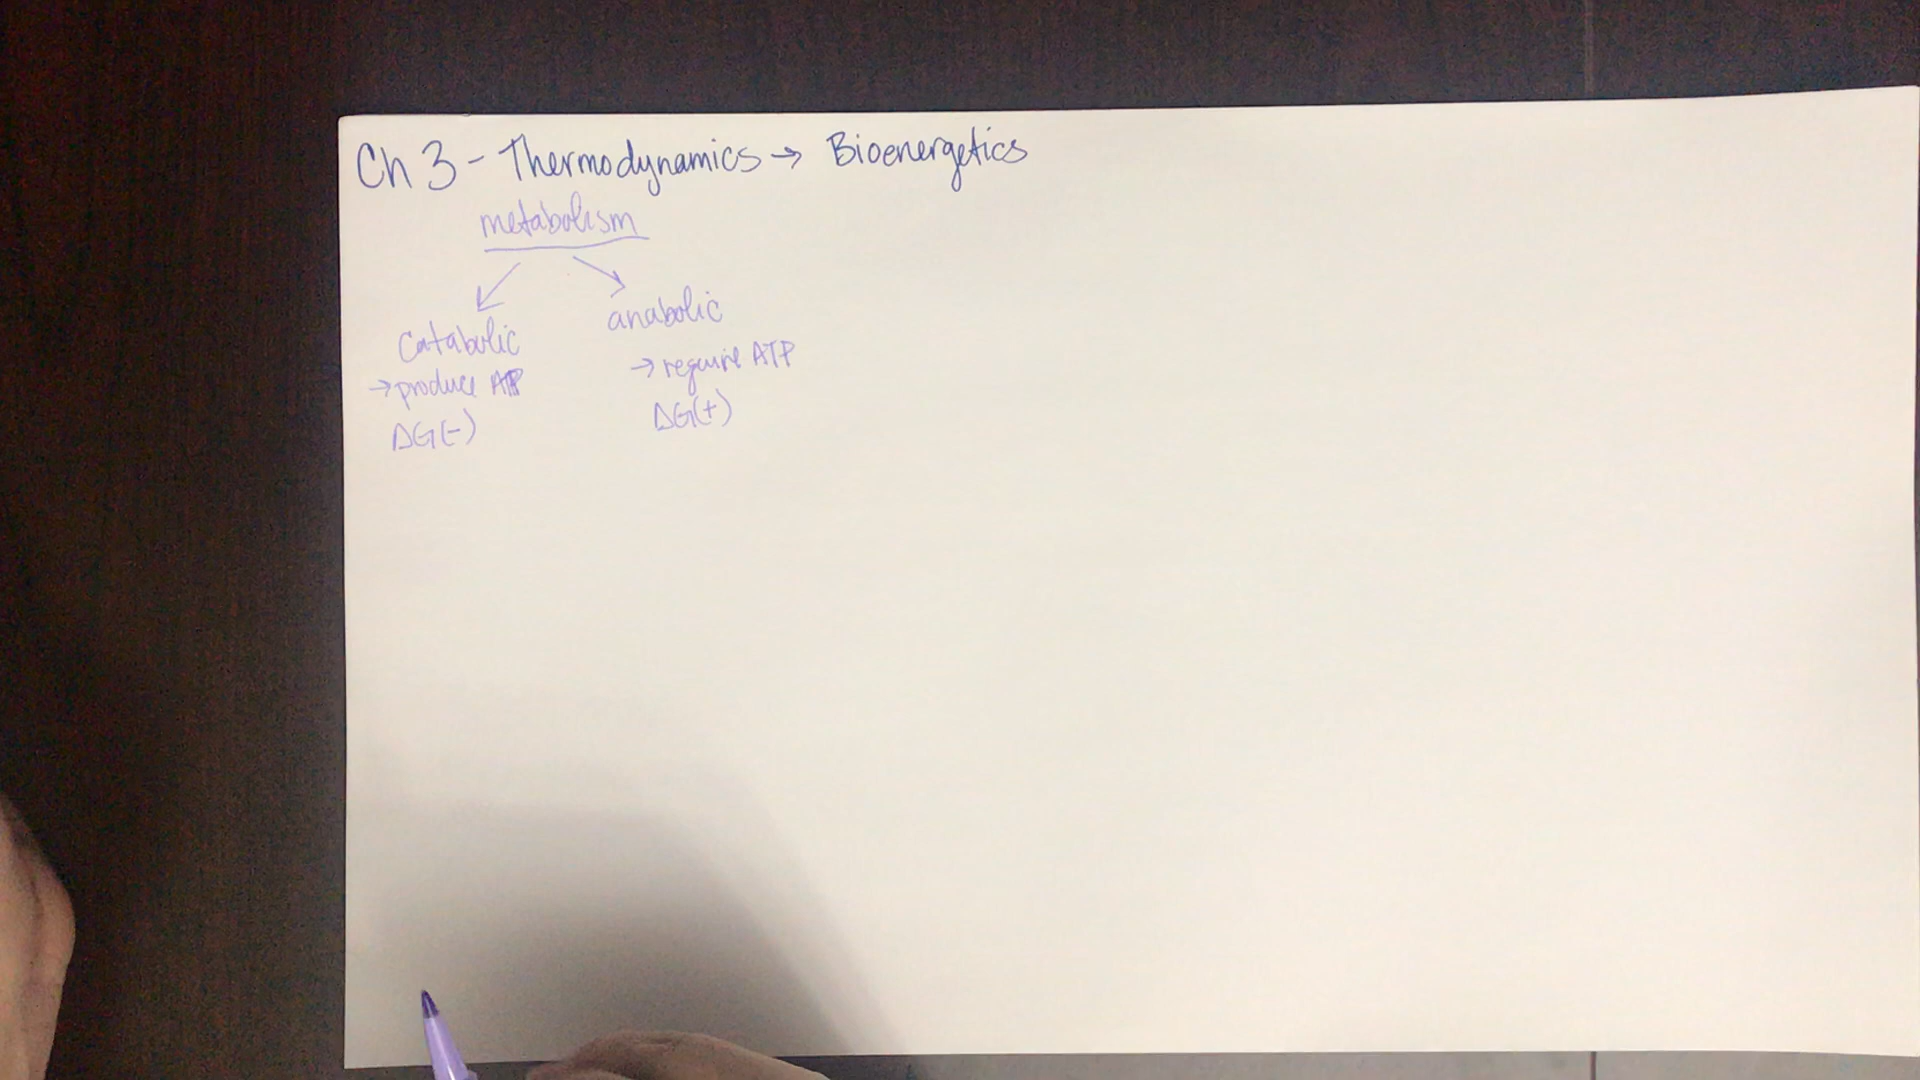 Ch 3 - Thermodynamics → Bioenergetics
metabolism
catabolic
→ produce ATP
ΔG(-)
anabolic
→ require ATP
ΔG(+)